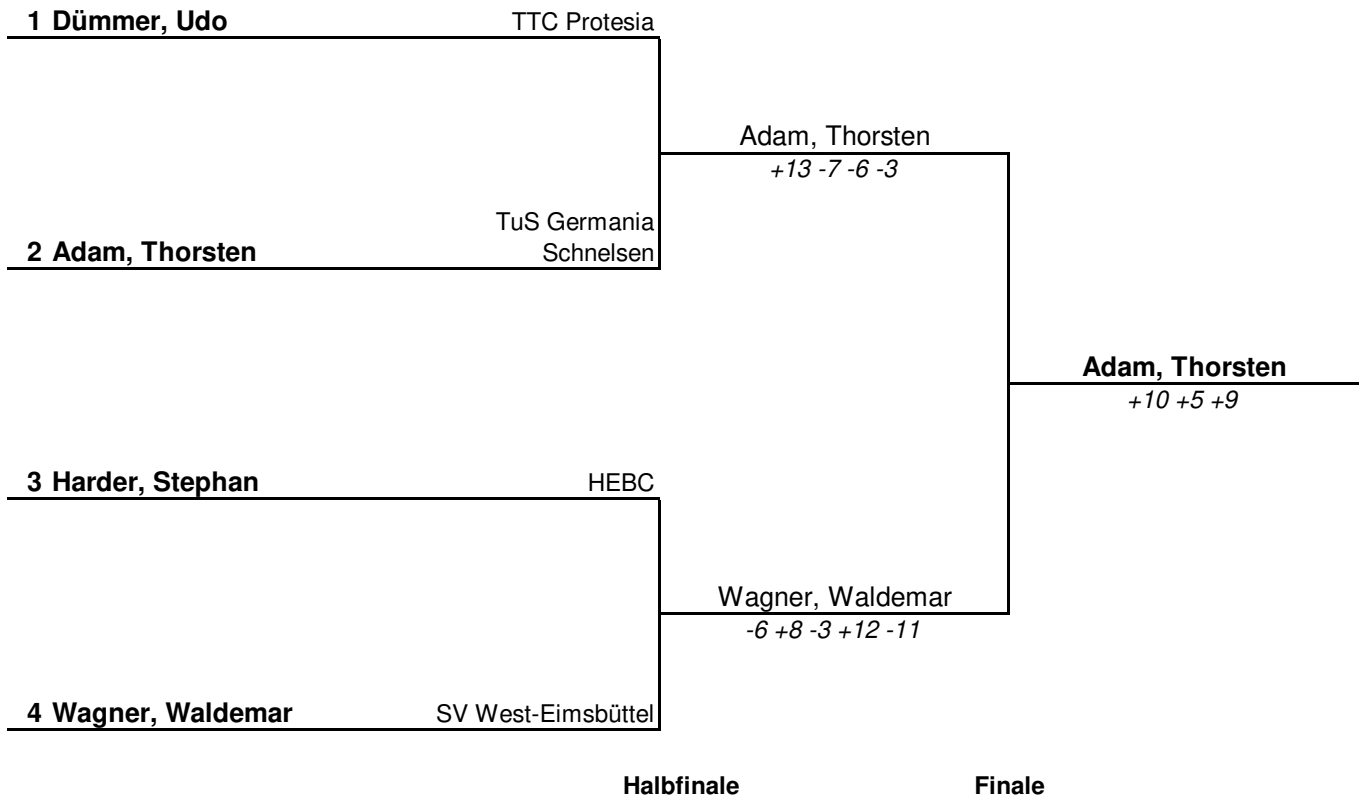 1 Dümmer, Udo TTC Protesia
Adam, Thorsten
+13 -7 -6 -3
TuS Germania
2 Adam, Thorsten Schnelsen
Adam, Thorsten
+10 +5 +9
3 Harder, Stephan HEBC
Wagner, Waldemar
-6 +8 -3 +12 -11
4 Wagner, Waldemar SV West-Eimsbüttel
Halbfinale Finale